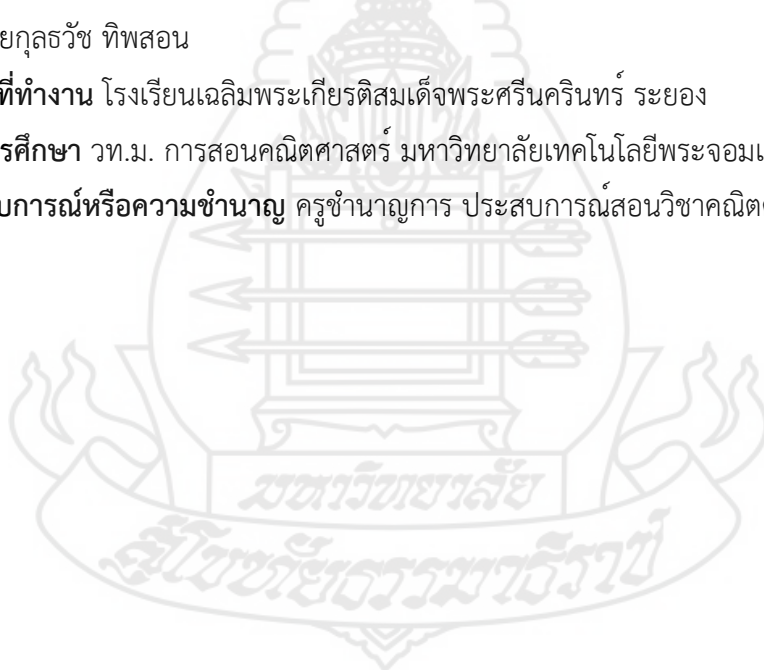 ยกุลธวัช ทิพสอน
ที่ทำงาน โรงเรียนเฉลิมพระเกียรติสมเด็จพระศรีนครินทร์ ระยอง
รศึกษา วท.ม. การสอนคณิตศาสตร์ มหาวิทยาลัยเทคโนโลยีพระจอมเ
บการณ์หรือความชำนาญ ครูชำนาญการ ประสบการณ์สอนวิชาคณิต
มหาวิทยาลัย
สุโขทัยธรรมาธิราช